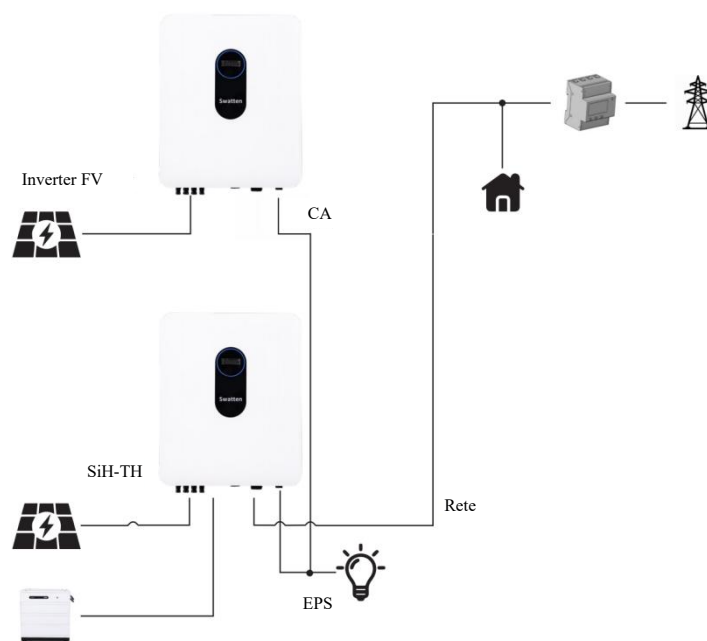 Swatten
Inverter FV
CA
Swatten
SiH-TH
Rete
EPS